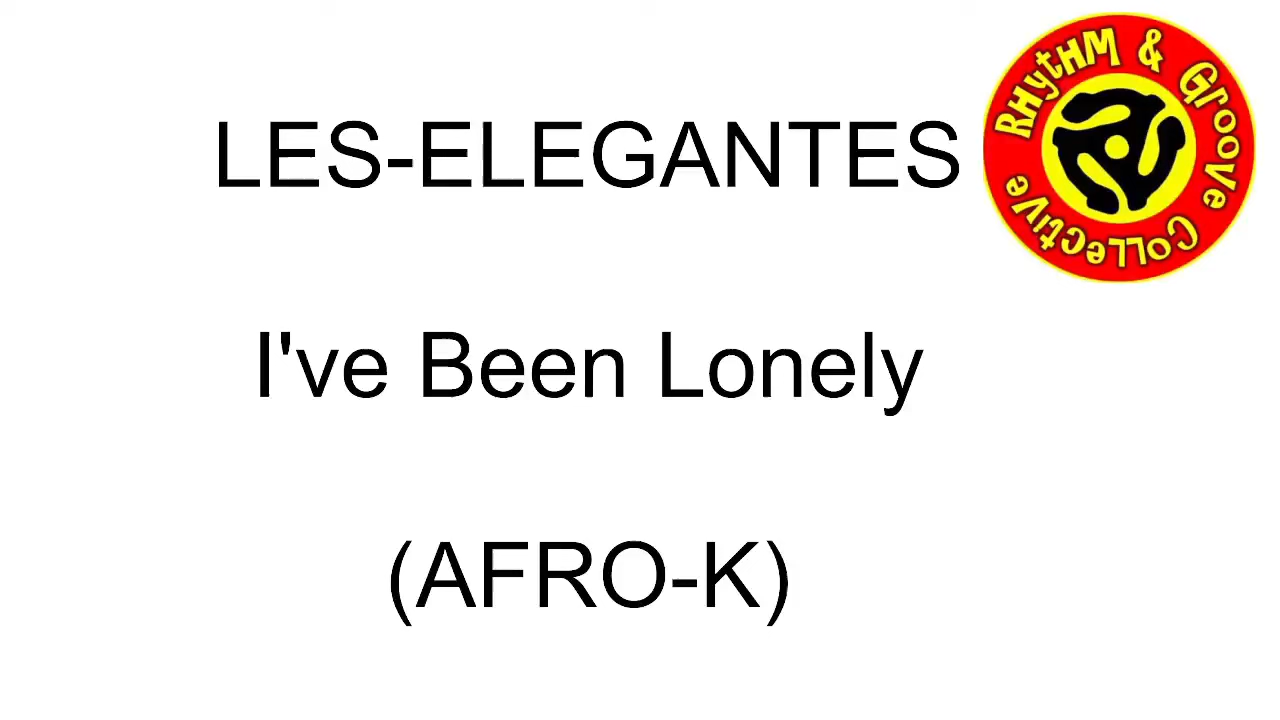 LES-ELEGANTES
I've Been Lonely
(AFRO-K)
RHytHM & Groove
Collective